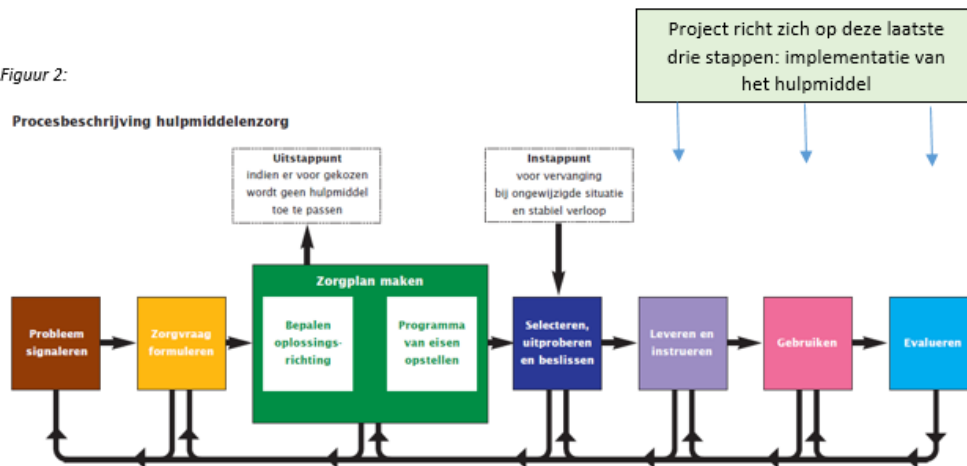 Project richt zich op deze laatste
drie stappen: implementatie van
het hulpmiddel
Figuur 2:
Procesbeschrijving hulpmiddelenzorg
Uitstappunt
indien er voor gekozen
wordt geen hulpmiddel
toe te passen
Instappunt
voor vervanging
bij ongewijzigde situatie
en stabiel verloop
Probleem
signaleren
Zorgvraag
formuleren
Zorgplan maken
Bepalen
oplossings-
richting
Programma
van eisen
opstellen
Selecteren,
uitproberen
en beslissen
Leveren en
instrueren
Gebruiken
Evalueren